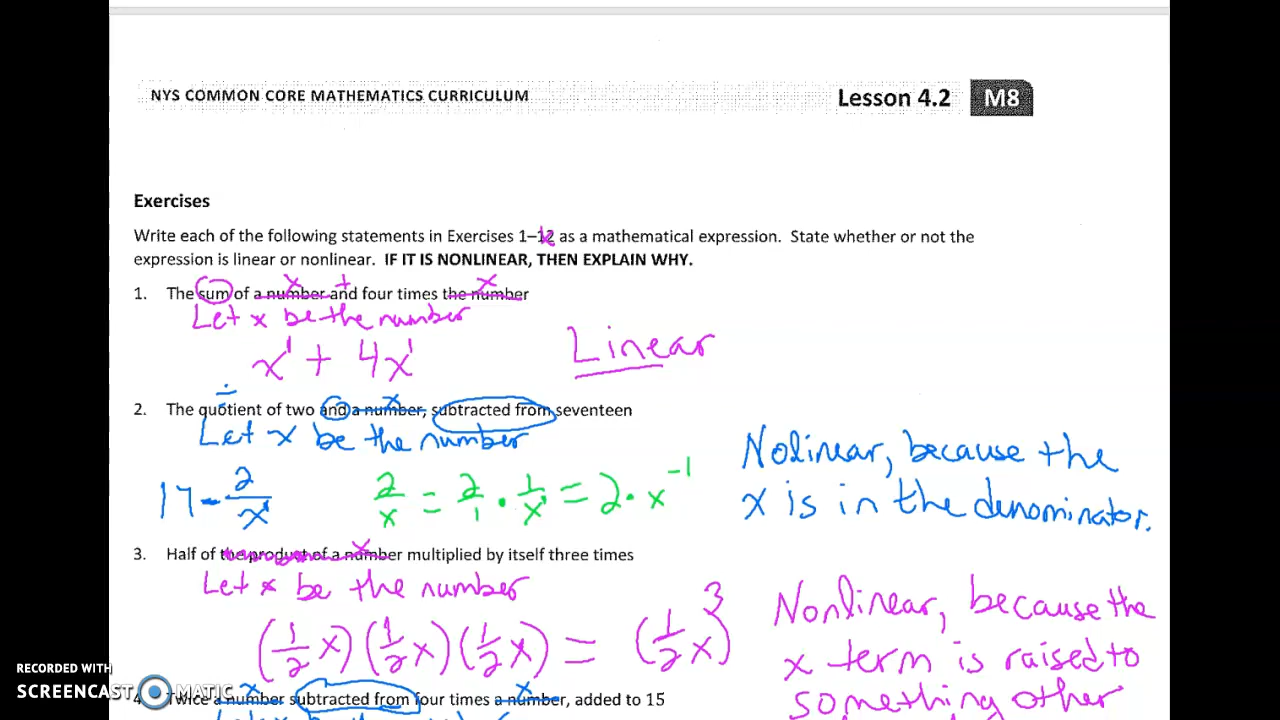 NYS COMMON CORE MATHEMATICS CURRICULUM Lesson 4.2 M8
Exercises
Write each of the following statements in Exercises 1– as a mathematical expression. State whether or not the
expression is linear or nonlinear. IF IT IS NONLINEAR, THEN EXPLAIN WHY.
x + x
1. The sum of a number and four times the number
Let x be the number
x¹ + 4x¹ Linear
÷ x
2. The quotient of two and a number, subtracted from seventeen
Let x be the number
17 - 2/x¹ 2/x = 2/1 • 1/x¹ = 2 • x⁻¹
Nolinear, because the
x is in the denominator.
x
3. Half of the product of a number multiplied by itself three times
Let x be the number
(1/2 x)(1/2 x)(1/2 x) = (1/2 x)³
Nonlinear, because the
x term is raised to
something other
x x
4. Twice a number subtracted from four times a number, added to 15
RECORDED WITH
SCREENCAST MATIC